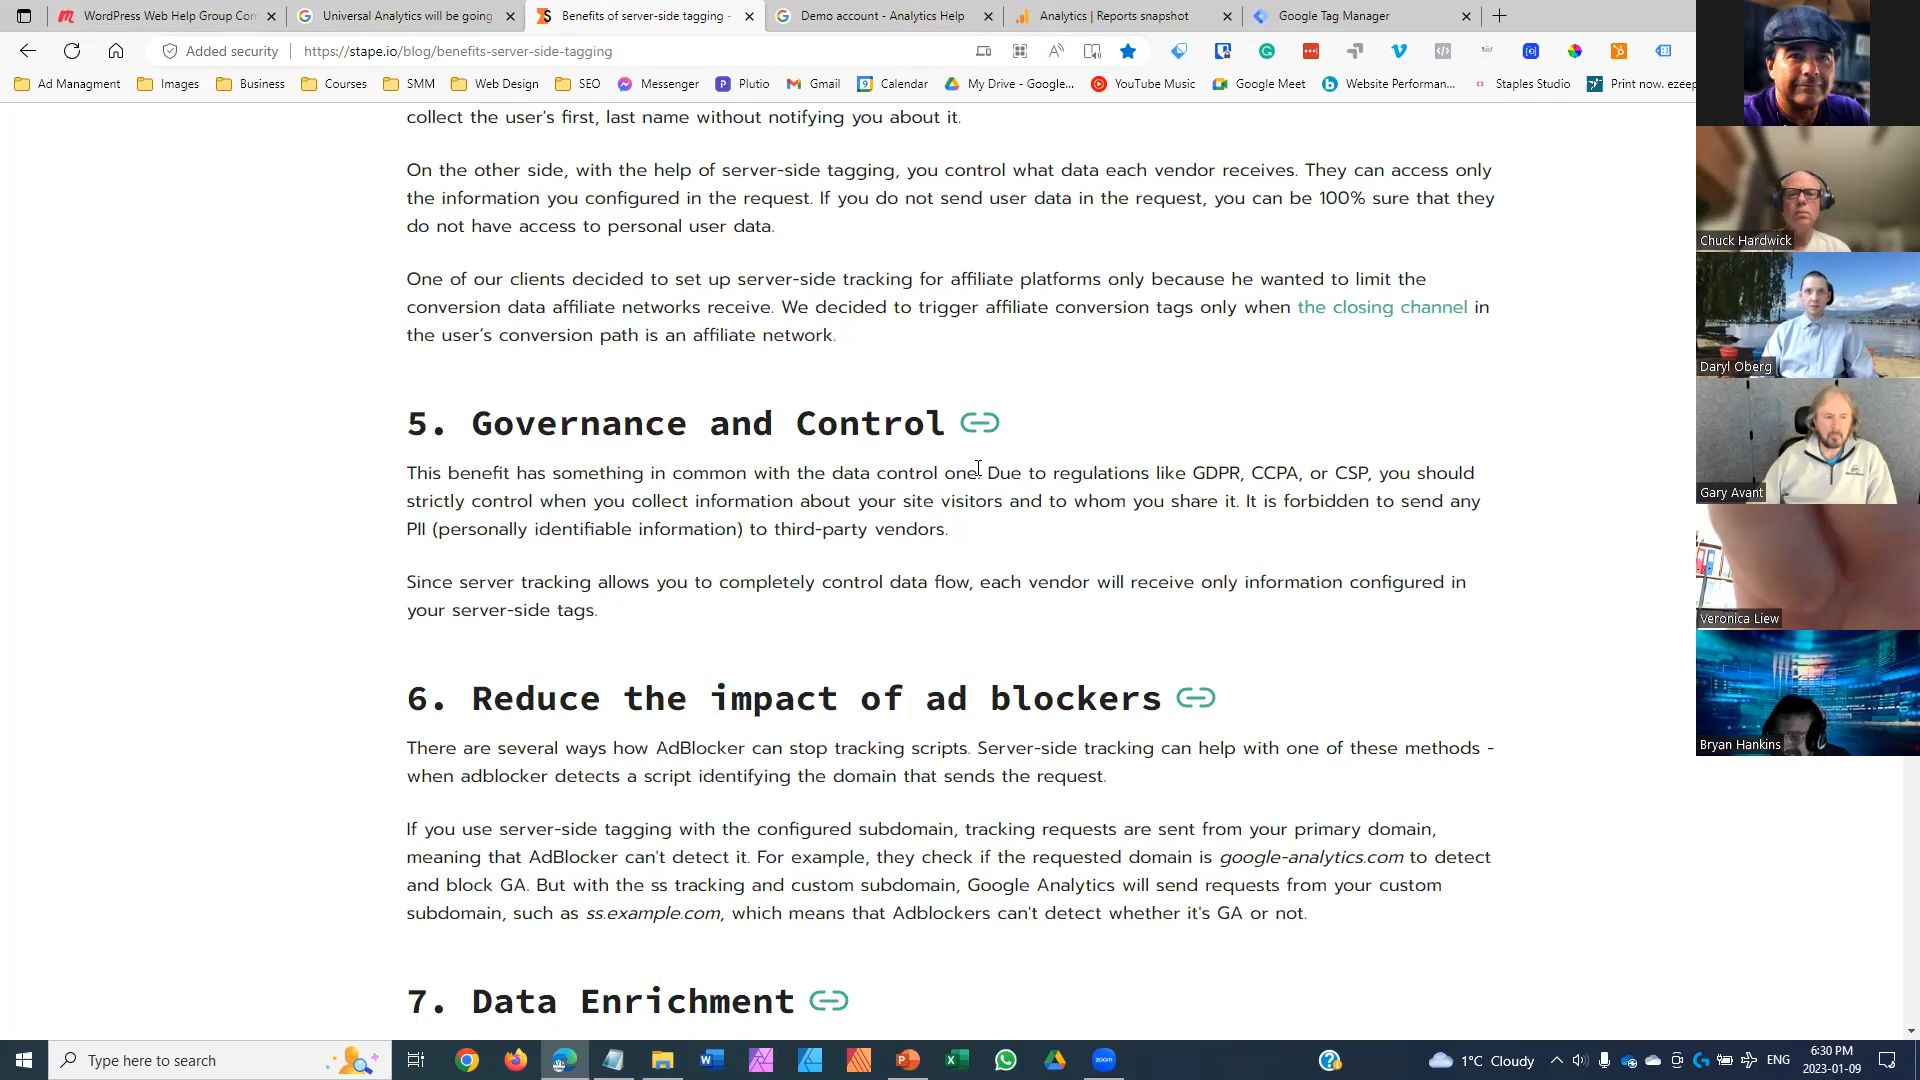 WordPress Web Help Group Con
Universal Analytics will be going
Benefits of server-side tagging -
Demo account - Analytics Help
Analytics | Reports snapshot
Google Tag Manager
Added security
https://stape.io/blog/benefits-server-side-tagging
Ad Managment
Images
Business
Courses
SMM
Web Design
SEO
Messenger
Plutio
Gmail
Calendar
My Drive - Google...
YouTube Music
Google Meet
Website Performan...
Staples Studio
Print now. ezeep
collect the user's first, last name without notifying you about it.
On the other side, with the help of server-side tagging, you control what data each vendor receives. They can access only
the information you configured in the request. If you do not send user data in the request, you can be 100% sure that they
do not have access to personal user data.
One of our clients decided to set up server-side tracking for affiliate platforms only because he wanted to limit the
conversion data affiliate networks receive. We decided to trigger affiliate conversion tags only when the closing channel in
the user's conversion path is an affiliate network.
5. Governance and Control
This benefit has something in common with the data control one. Due to regulations like GDPR, CCPA, or CSP, you should
strictly control when you collect information about your site visitors and to whom you share it. It is forbidden to send any
PII (personally identifiable information) to third-party vendors.
Since server tracking allows you to completely control data flow, each vendor will receive only information configured in
your server-side tags.
6. Reduce the impact of ad blockers
There are several ways how AdBlocker can stop tracking scripts. Server-side tracking can help with one of these methods -
when adblocker detects a script identifying the domain that sends the request.
If you use server-side tagging with the configured subdomain, tracking requests are sent from your primary domain,
meaning that AdBlocker can't detect it. For example, they check if the requested domain is google-analytics.com to detect
and block GA. But with the ss tracking and custom subdomain, Google Analytics will send requests from your custom
subdomain, such as ss.example.com, which means that Adblockers can't detect whether it's GA or not.
7. Data Enrichment
Chuck Hardwick
Daryl Oberg
Gary Avant
Veronica Liew
Bryan Hankins
Type here to search
1°C Cloudy
ENG
6:30 PM
2023-01-09